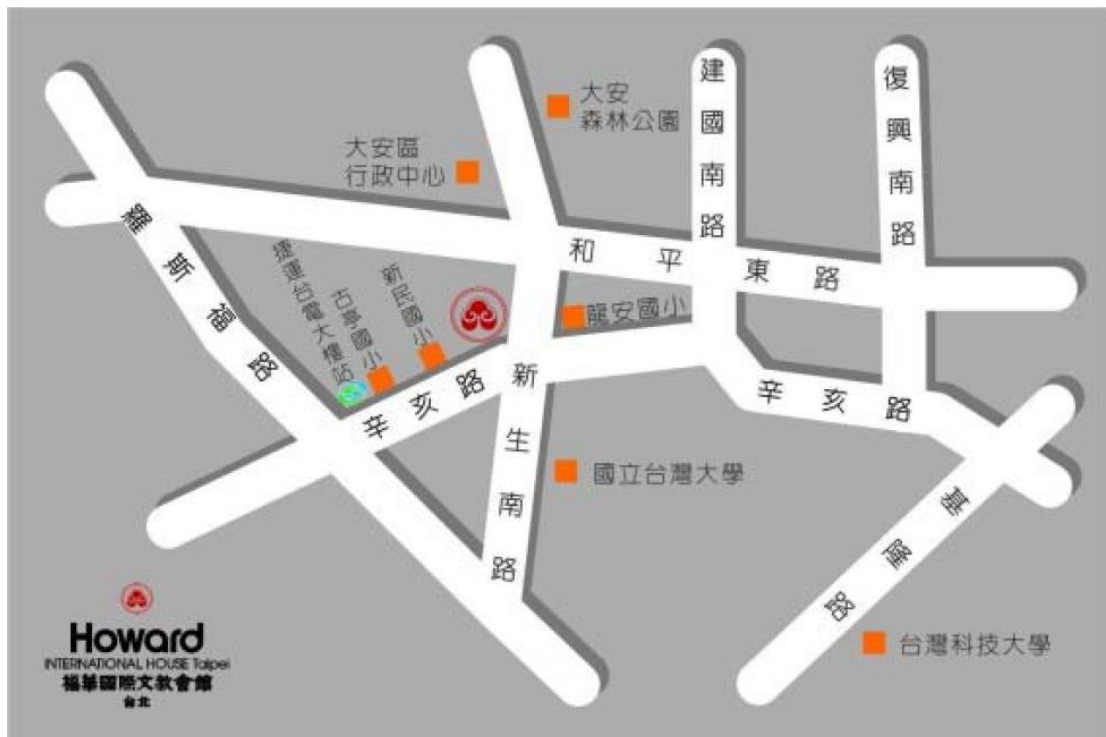 大安
森林公園
大安區
行政中心
建國南路
復興南路
羅斯福路
和平東路
捷運台電大樓站
古亭國小
新民國小
龍安國小
辛亥路
新生南路
辛亥路
國立台灣大學
基隆路
台灣科技大學
Howard
INTERNATIONAL HOUSE Taipei
福華國際文教會館
台北